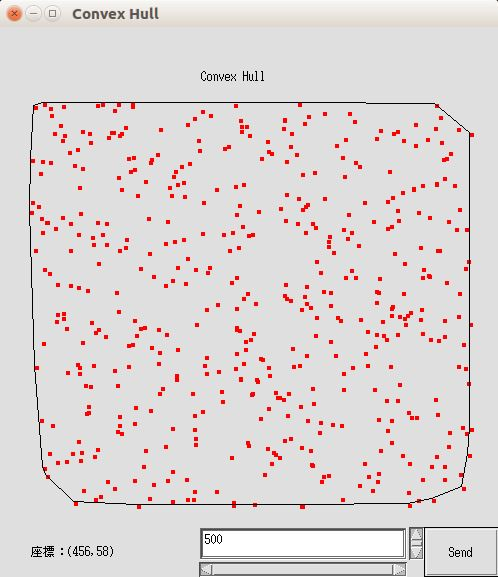 Convex Hull
Convex Hull
500
座標：(456,58)
Send